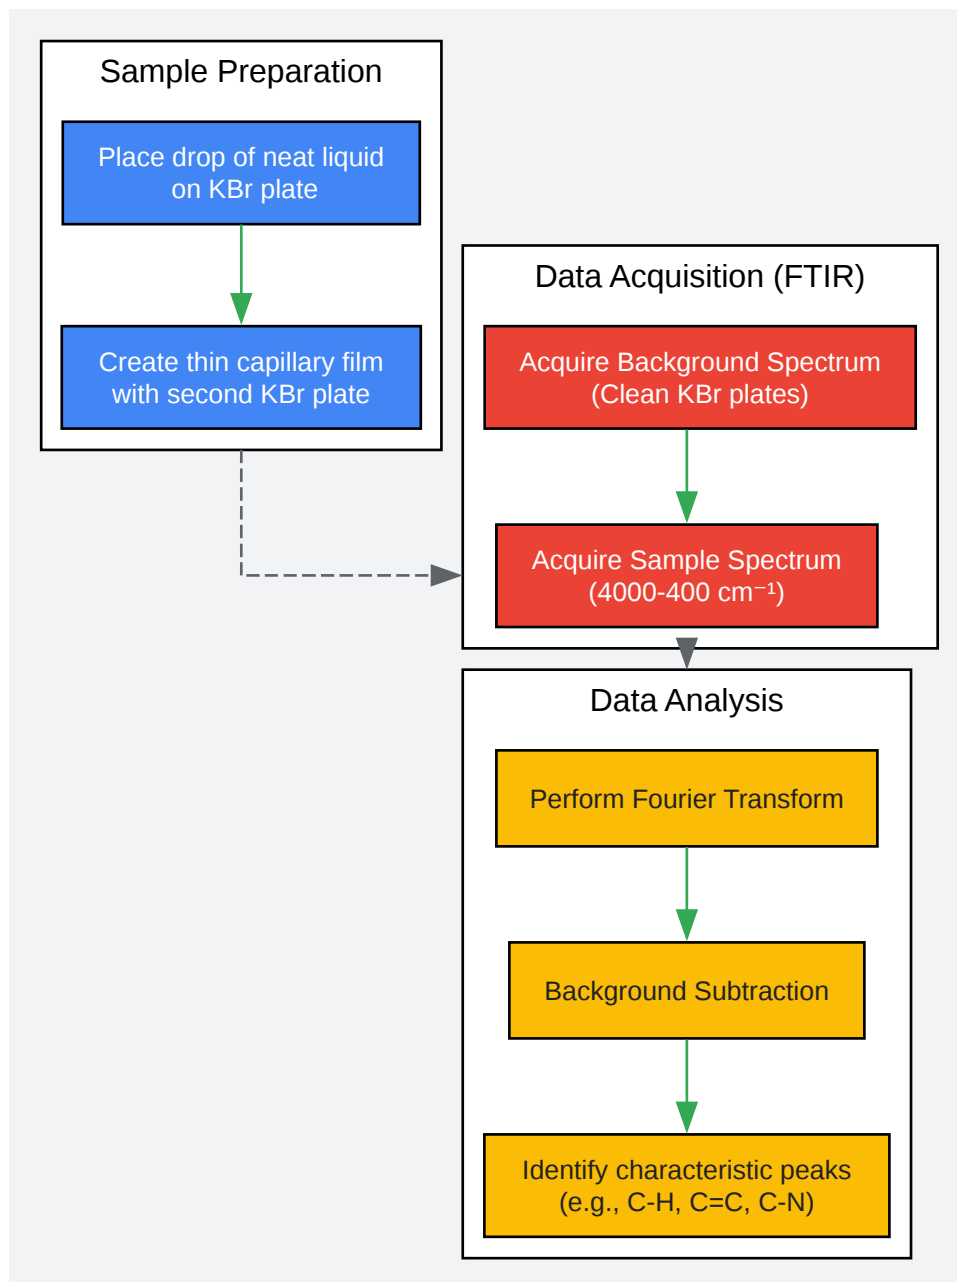 Sample Preparation
Place drop of neat liquid
on KBr plate
Create thin capillary film
with second KBr plate
Data Acquisition (FTIR)
Acquire Background Spectrum
(Clean KBr plates)
Acquire Sample Spectrum
(4000-400 cm⁻¹)
Data Analysis
Perform Fourier Transform
Background Subtraction
Identify characteristic peaks
(e.g., C-H, C=C, C-N)